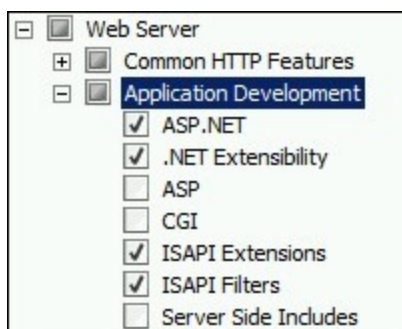 Web Server
Common HTTP Features
Application Development
ASP.NET
.NET Extensibility
ASP
CGI
ISAPI Extensions
ISAPI Filters
Server Side Includes